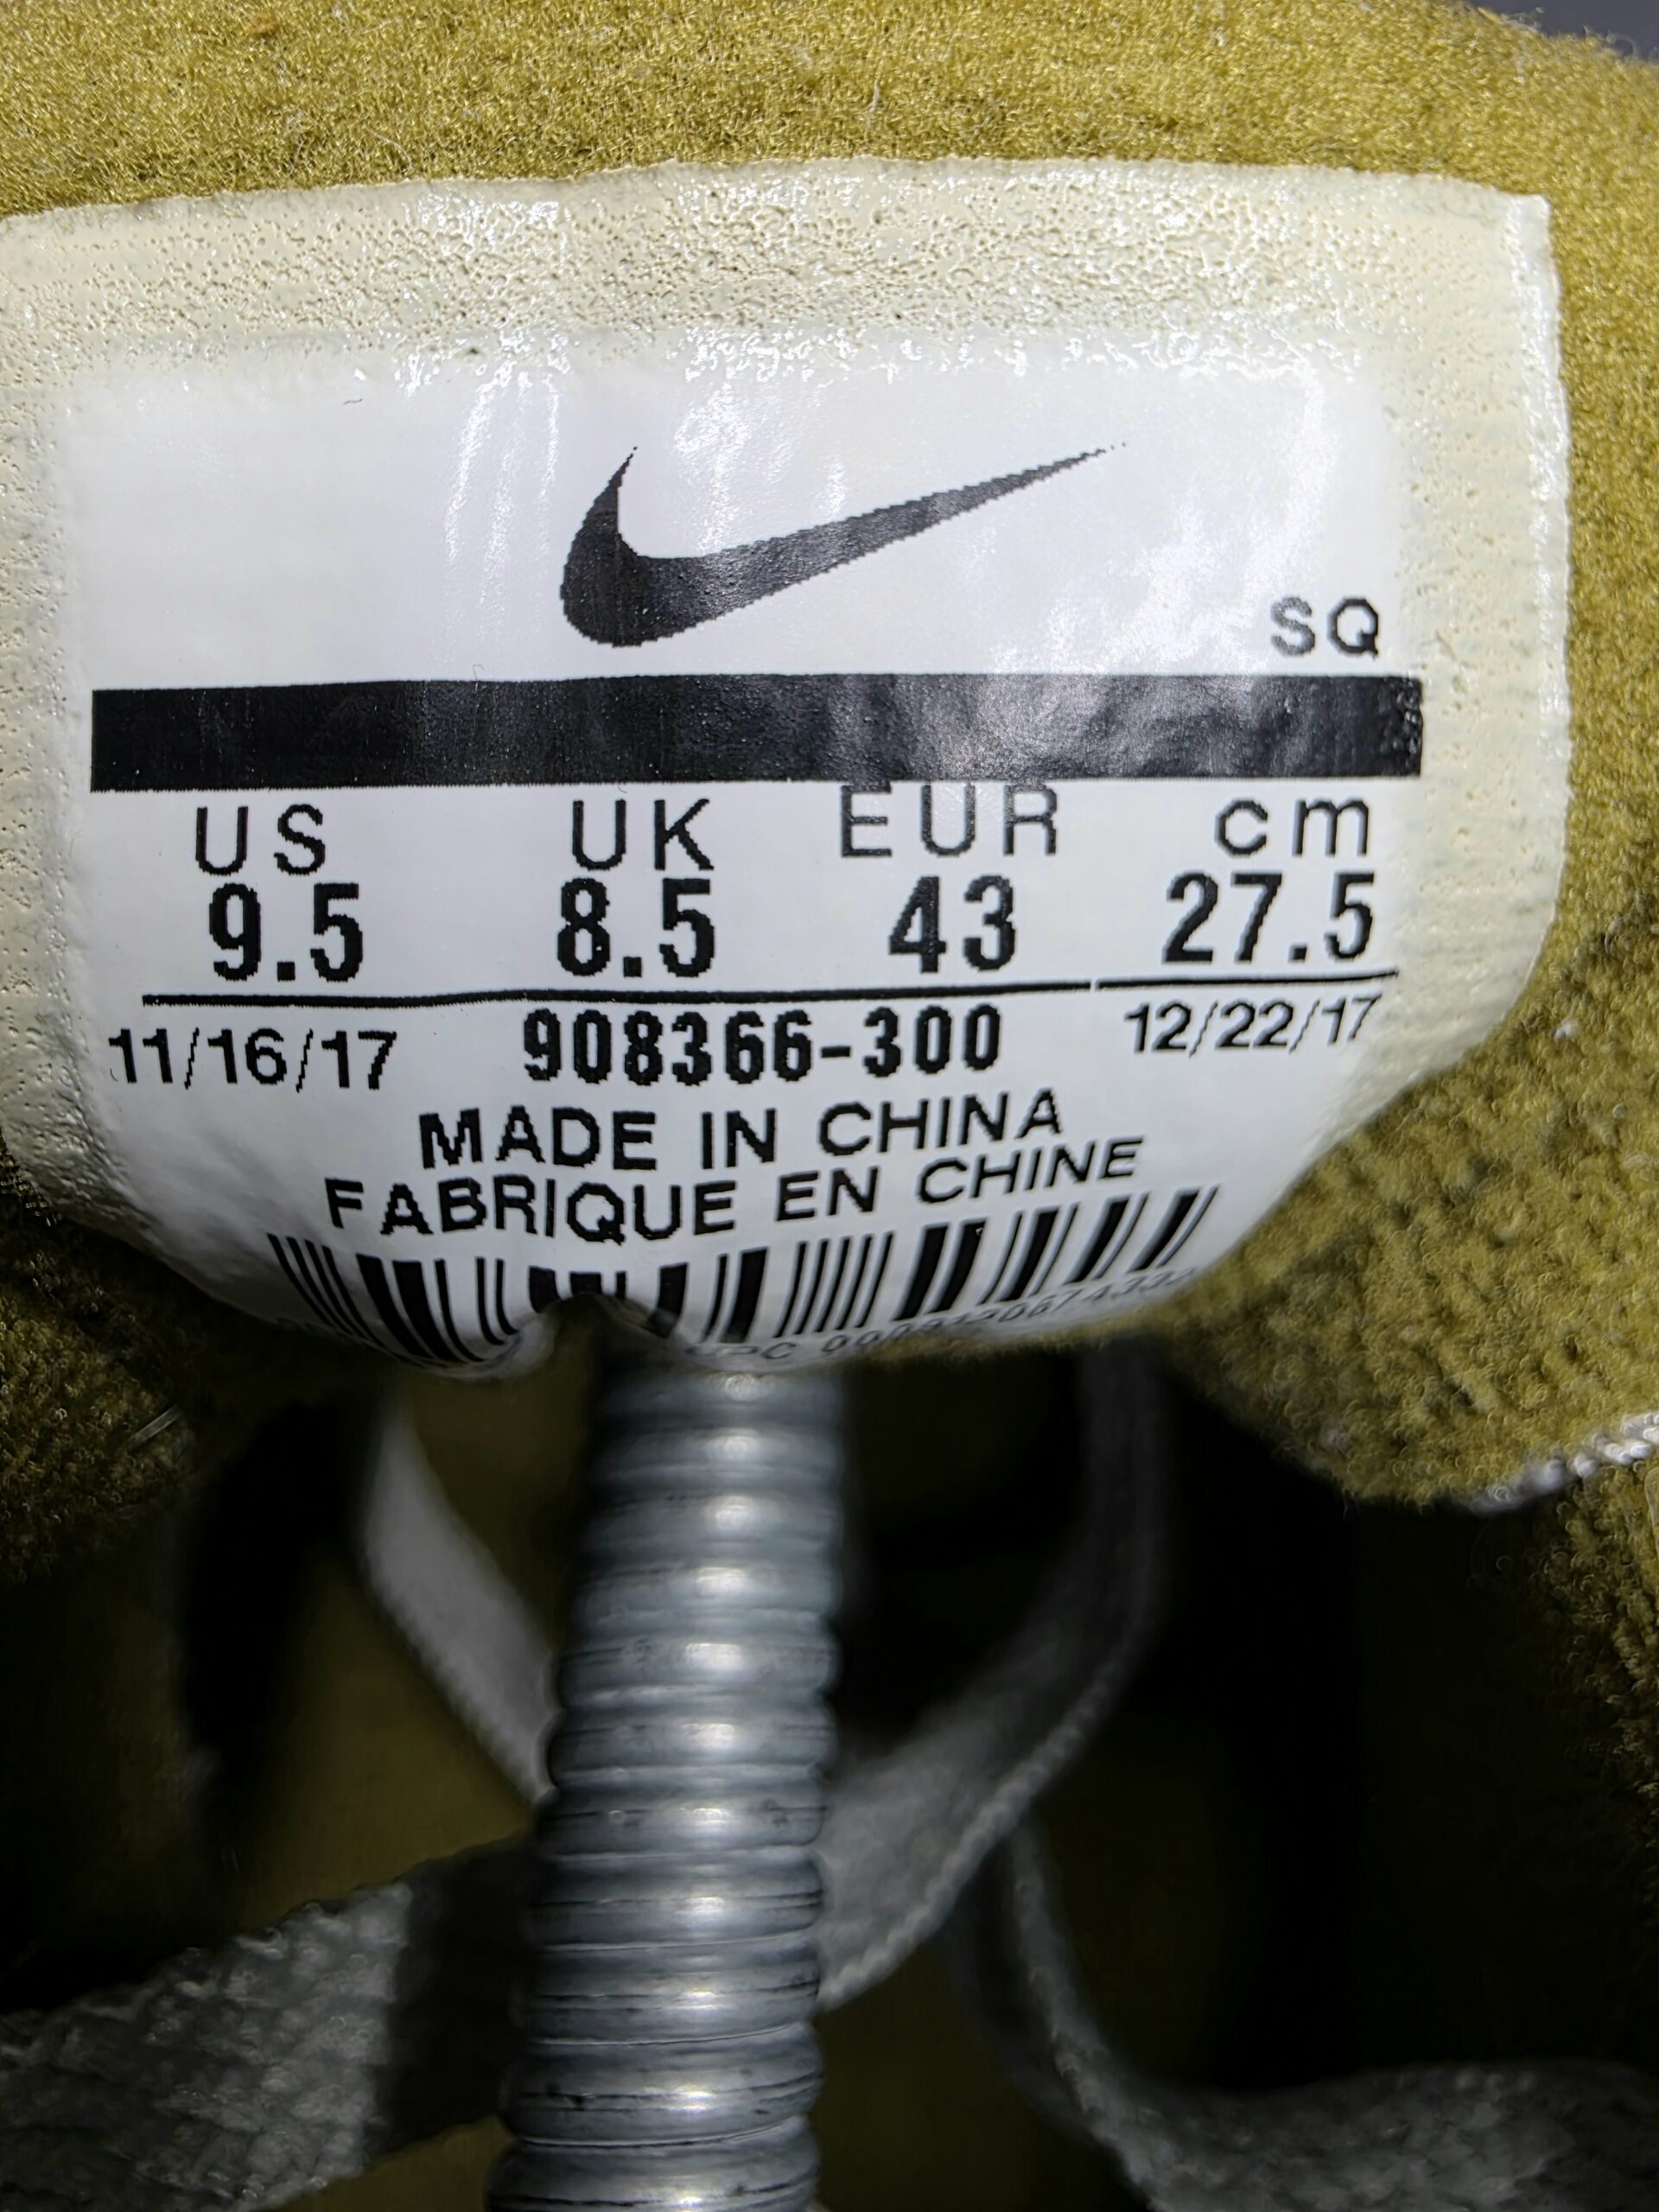 SQ
US UK EUR cm
9.5 8.5 43 27.5
11/16/17 908366-300 12/22/17
MADE IN CHINA
FABRIQUE EN CHINE